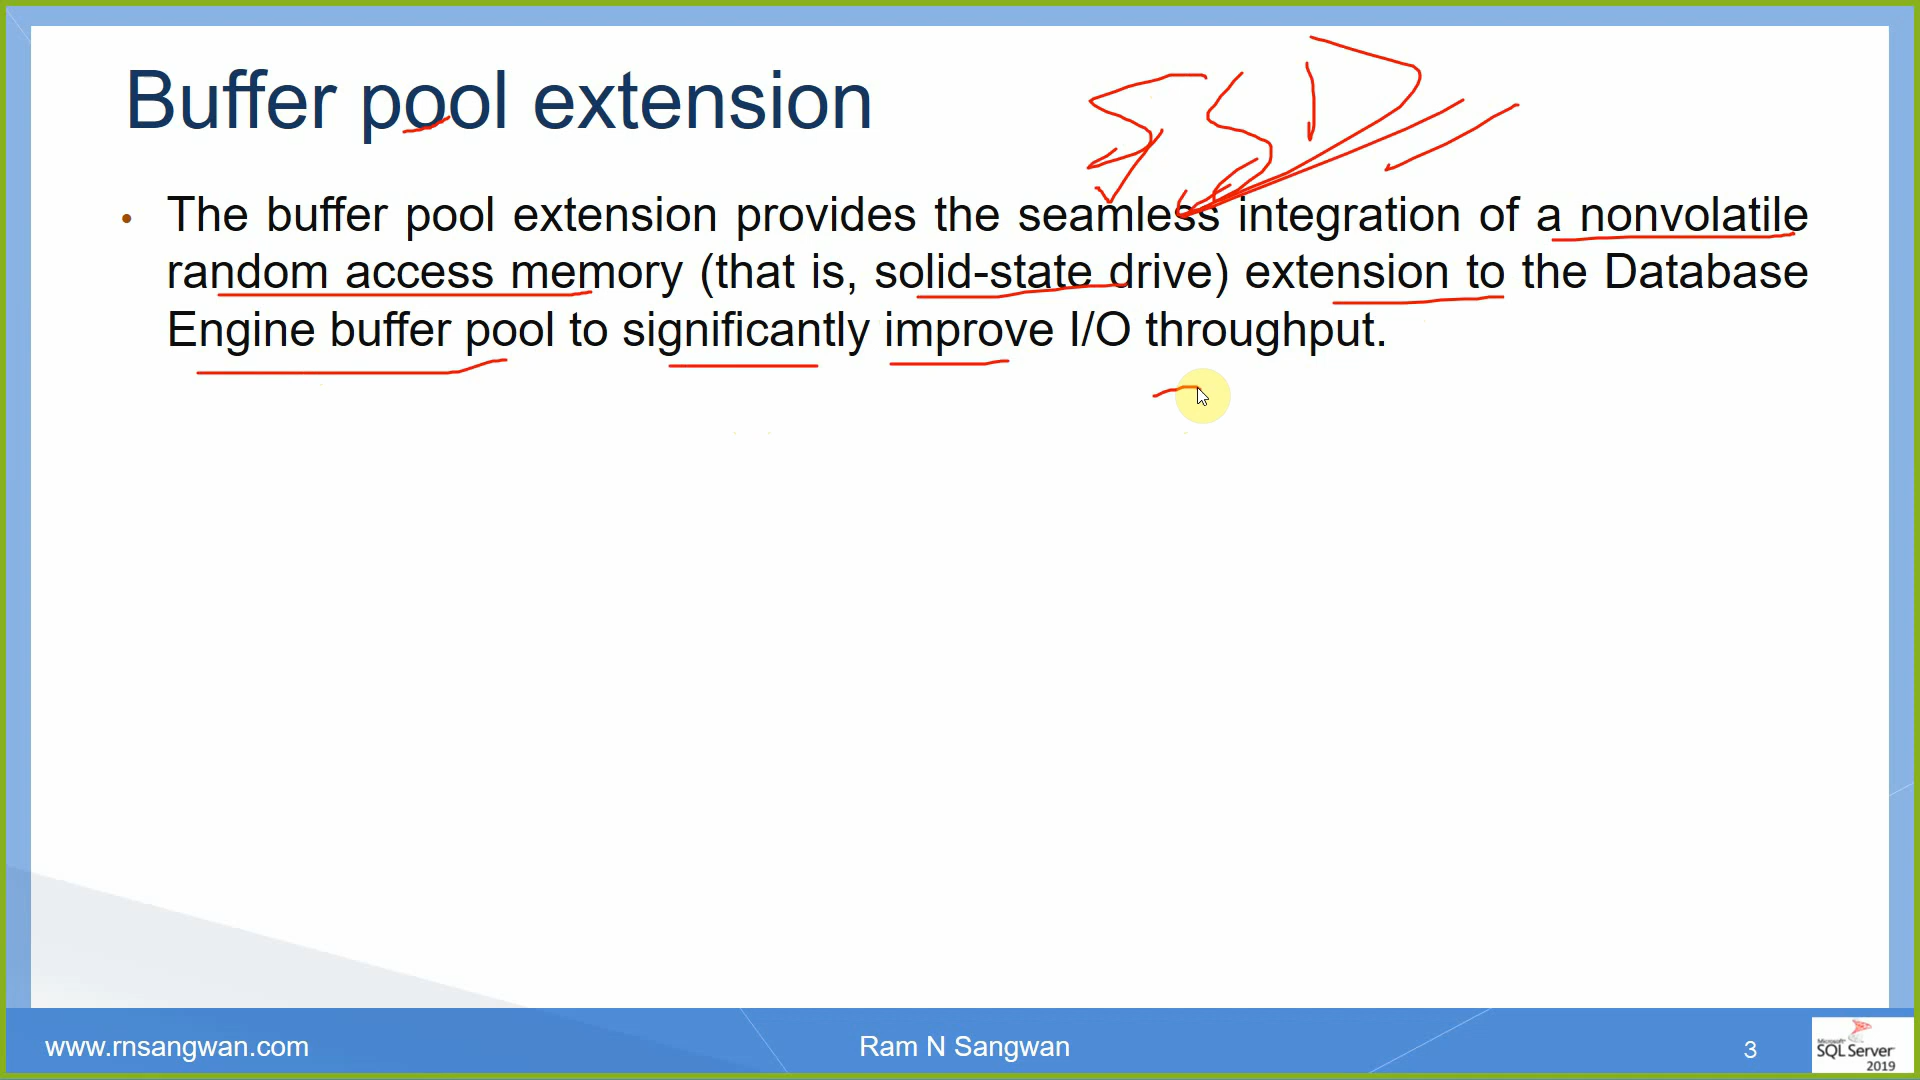 Buffer pool extension
SSD
• The buffer pool extension provides the seamless integration of a nonvolatile
random access memory (that is, solid-state drive) extension to the Database
Engine buffer pool to significantly improve I/O throughput.
www.rnsangwan.com
Ram N Sangwan
3
Microsoft
SQL Server
2019